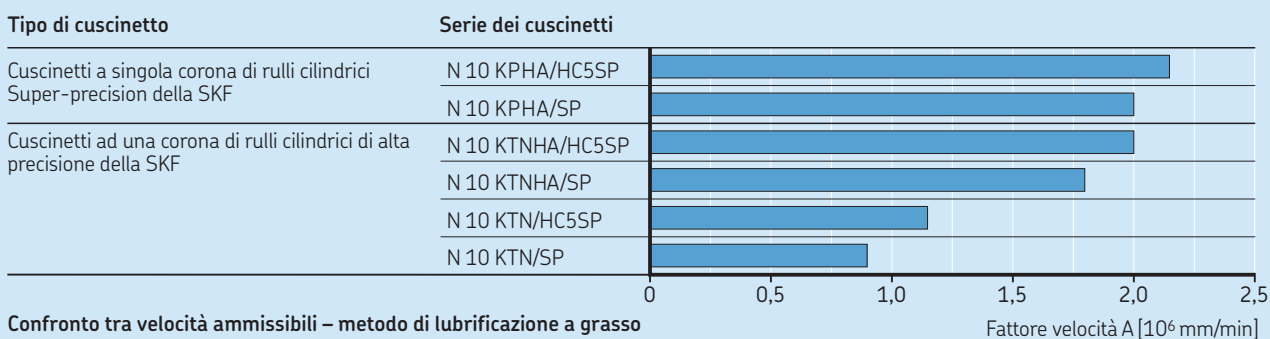 Tipo di cuscinetto Serie dei cuscinetti
Cuscinetti a singola corona di rulli cilindrici
Super-precision della SKF
N 10 KPHA/HC5SP
N 10 KPHA/SP
Cuscinetti ad una corona di rulli cilindrici di alta
precisione della SKF
N 10 KTNHA/HC5SP
N 10 KTNHA/SP
N 10 KTN/HC5SP
N 10 KTN/SP
0 0,5 1,0 1,5 2,0 2,5
Confronto tra velocità ammissibili – metodo di lubrificazione a grasso
Fattore velocità A [10⁶ mm/min]